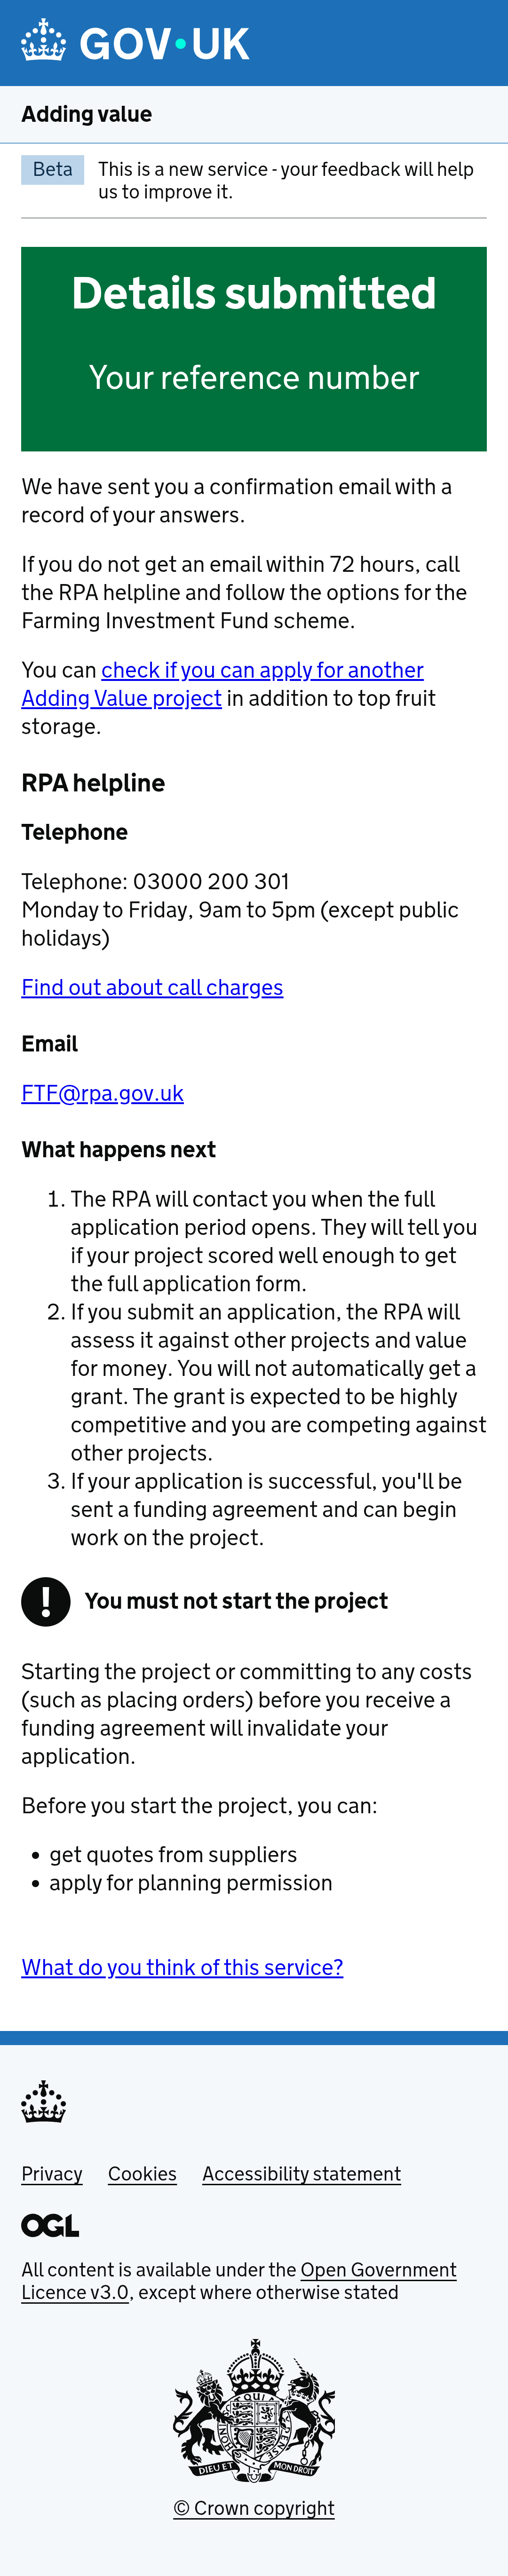 GOV·UK
Adding value
Beta
This is a new service - your feedback will help
us to improve it.
Details submitted
Your reference number
We have sent you a confirmation email with a
record of your answers.
If you do not get an email within 72 hours, call
the RPA helpline and follow the options for the
Farming Investment Fund scheme.
You can check if you can apply for another
Adding Value project in addition to top fruit
storage.
RPA helpline
Telephone
Telephone: 03000 200 301
Monday to Friday, 9am to 5pm (except public
holidays)
Find out about call charges
Email
FTF@rpa.gov.uk
What happens next
1. The RPA will contact you when the full
application period opens. They will tell you
if your project scored well enough to get
the full application form.
2. If you submit an application, the RPA will
assess it against other projects and value
for money. You will not automatically get a
grant. The grant is expected to be highly
competitive and you are competing against
other projects.
3. If your application is successful, you'll be
sent a funding agreement and can begin
work on the project.
! You must not start the project
Starting the project or committing to any costs
(such as placing orders) before you receive a
funding agreement will invalidate your
application.
Before you start the project, you can:
• get quotes from suppliers
• apply for planning permission
What do you think of this service?
Privacy Cookies Accessibility statement
OGL
All content is available under the Open Government
Licence v3.0, except where otherwise stated
DIEU ET MON DROIT
© Crown copyright